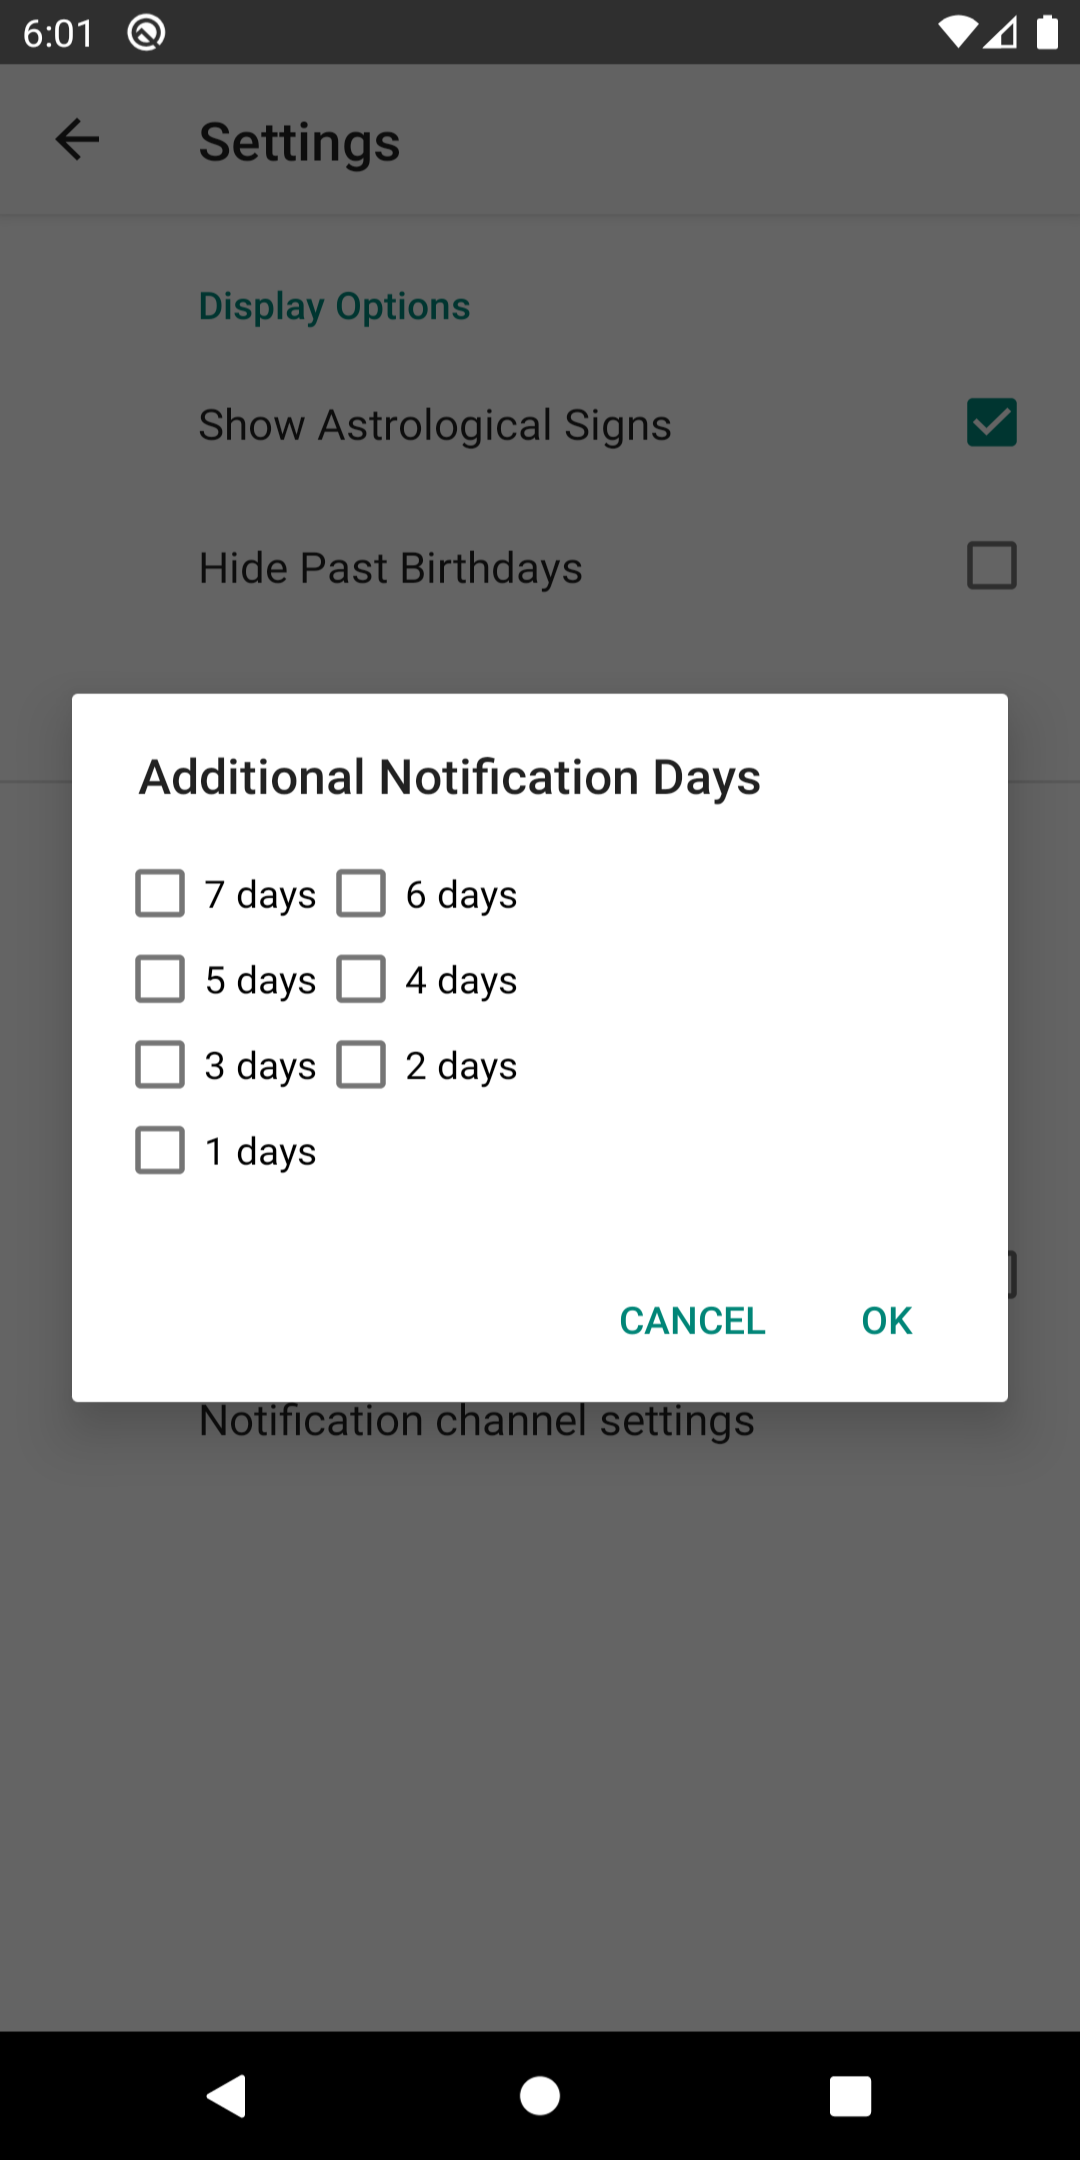 6:01
Settings
Display Options
Show Astrological Signs
Hide Past Birthdays
Additional Notification Days
7 days 6 days
5 days 4 days
3 days 2 days
1 days
CANCEL OK
Notification channel settings